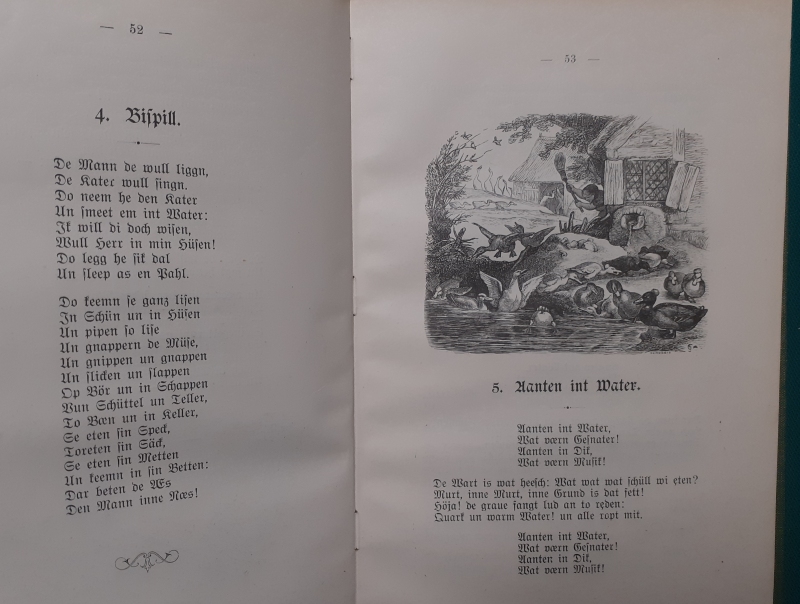 — 52 —
4. Biſpill.
De Mann de wull liggn,
De Kater wull ſingn.
Do neem he den Kater
Un ſmeet em int Water:
Ik will di doch wiſen,
Wull Herr in min Hüſen!
Do legg he ſik dal
Un ſleep as en Pahl.
Do keemn ſe ganz liſen
In Schün un in Hüſen
Un pipen ſo liſe
Un gnappern de Müſe,
Un gnippen un gnappen
Un ſlicken un ſlappen
Op Bör un in Schappen
Vun Schüttel un Teller,
To Bœn un in Keller,
Se eten ſin Speck,
Toreten ſin Säck,
Se eten ſin Metten
Un keemn in ſin Betten:
Dar beten de Æs
Den Mann inne Næs!
— 53 —
5. Aanten int Water.
Aanten int Water,
Wat værn Geſnater!
Aanten in Dik,
Wat værn Muſik!
De Wart is wat heeſch: Wat wat wat ſchüll wi ęten?
Murt, inne Murt, inne Grund is dat fett!
Höja! de graue fangt lud an to ręden:
Quark un warm Water! un alle ropt mit.
Aanten int Water,
Wat værn Geſnater!
Aanten in Dik,
Wat værn Muſik!